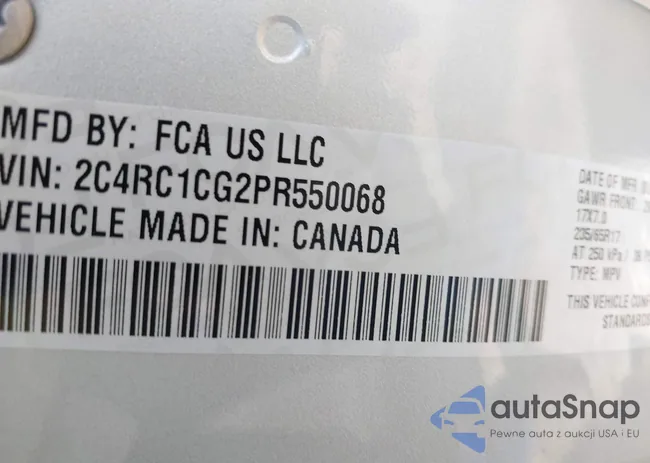 MFD BY: FCA US LLC
VIN: 2C4RC1CG2PR550068
VEHICLE MADE IN: CANADA
DATE OF MFR
GAWR FRONT:
17X7.0
235/65R17
AT 250 kPa /
TYPE: MPV
THIS VEHICLE
autaSnap
Pewne auta z aukcji USA i EU